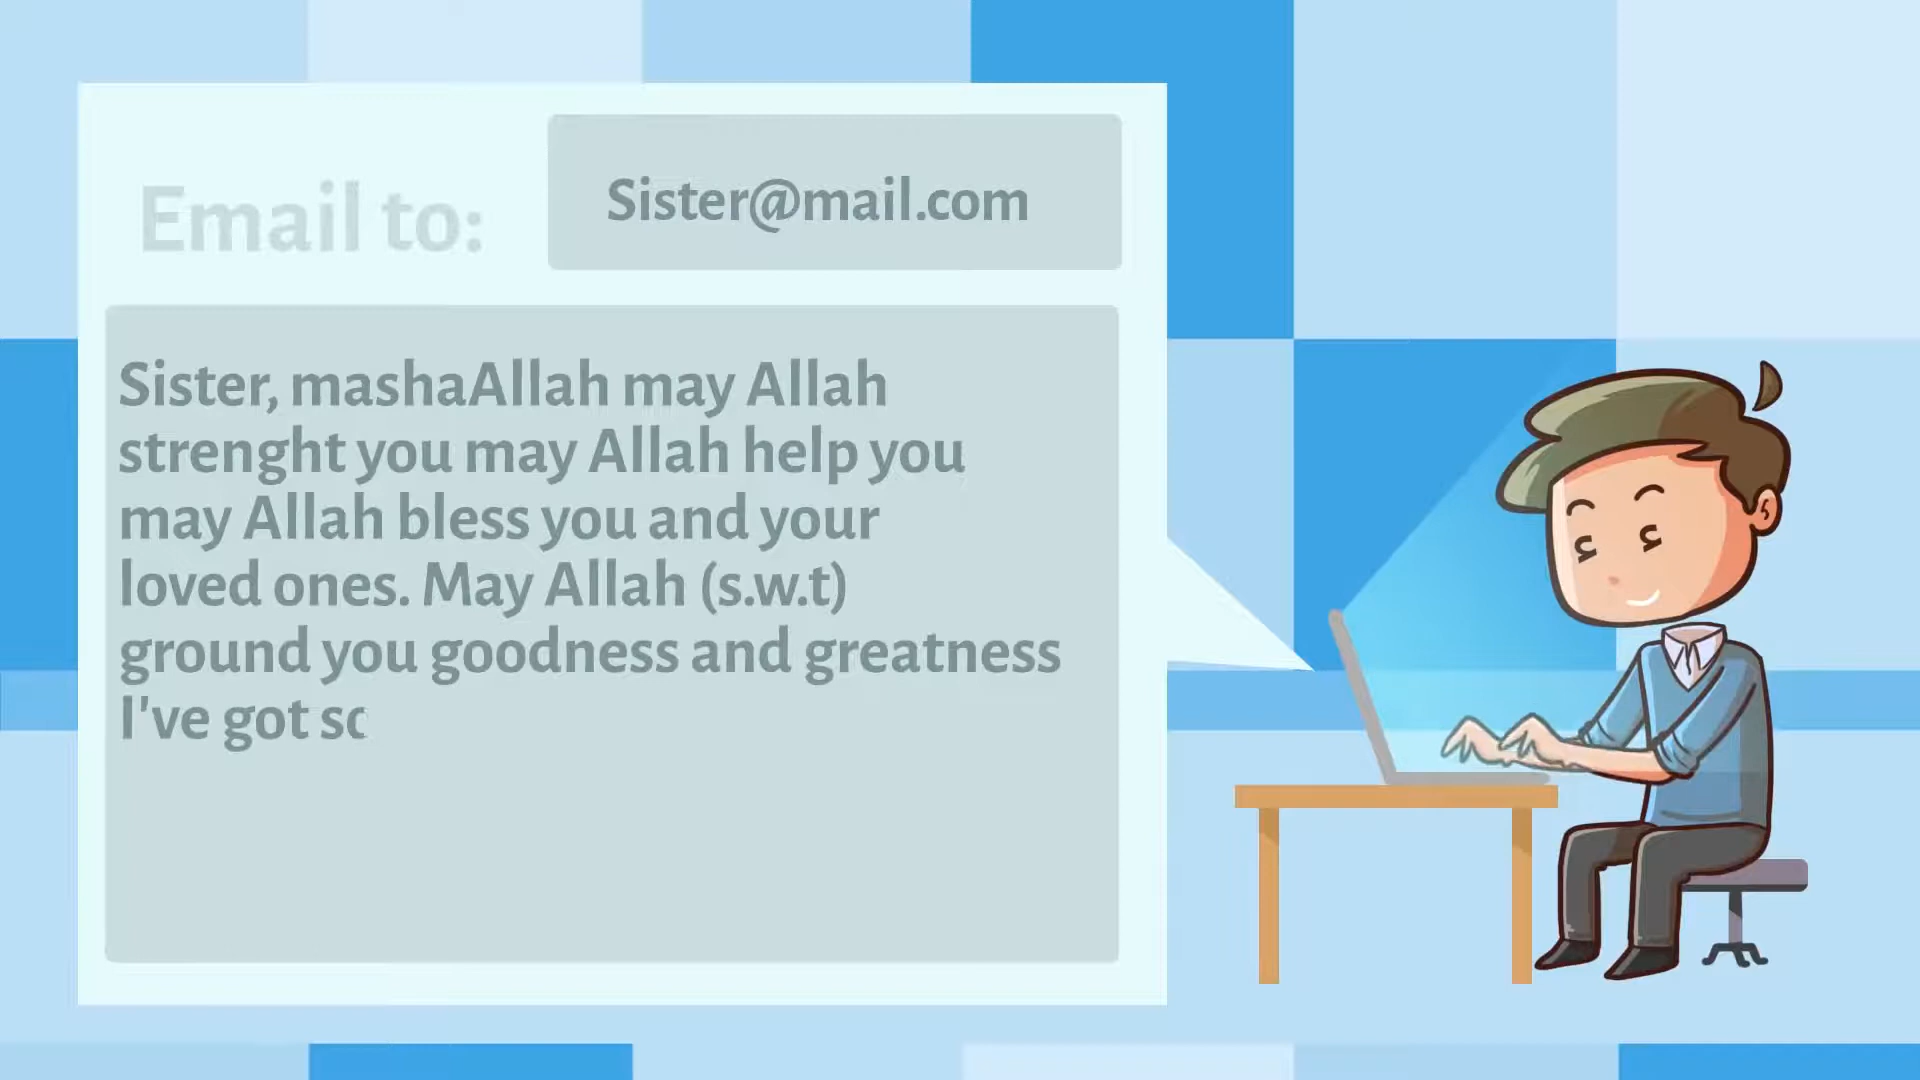 Email to:
Sister@mail.com
Sister, mashaAllah may Allah
strenght you may Allah help you
may Allah bless you and your
loved ones. May Allah (s.w.t)
ground you goodness and greatness
I've got